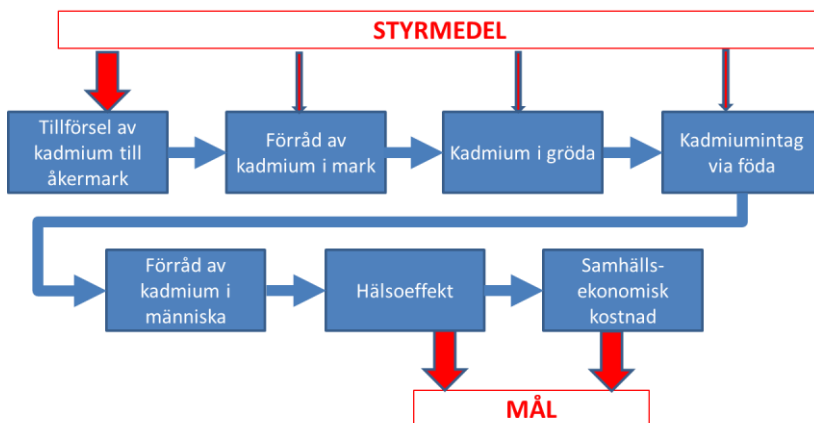 STYRMEDEL
Tillförsel av
kadmium till
åkermark
Förråd av
kadmium i mark
Kadmium i gröda
Kadmiumintag
via föda
Förråd av
kadmium i
människa
Hälsoeffekt
Samhälls-
ekonomisk
kostnad
MÅL